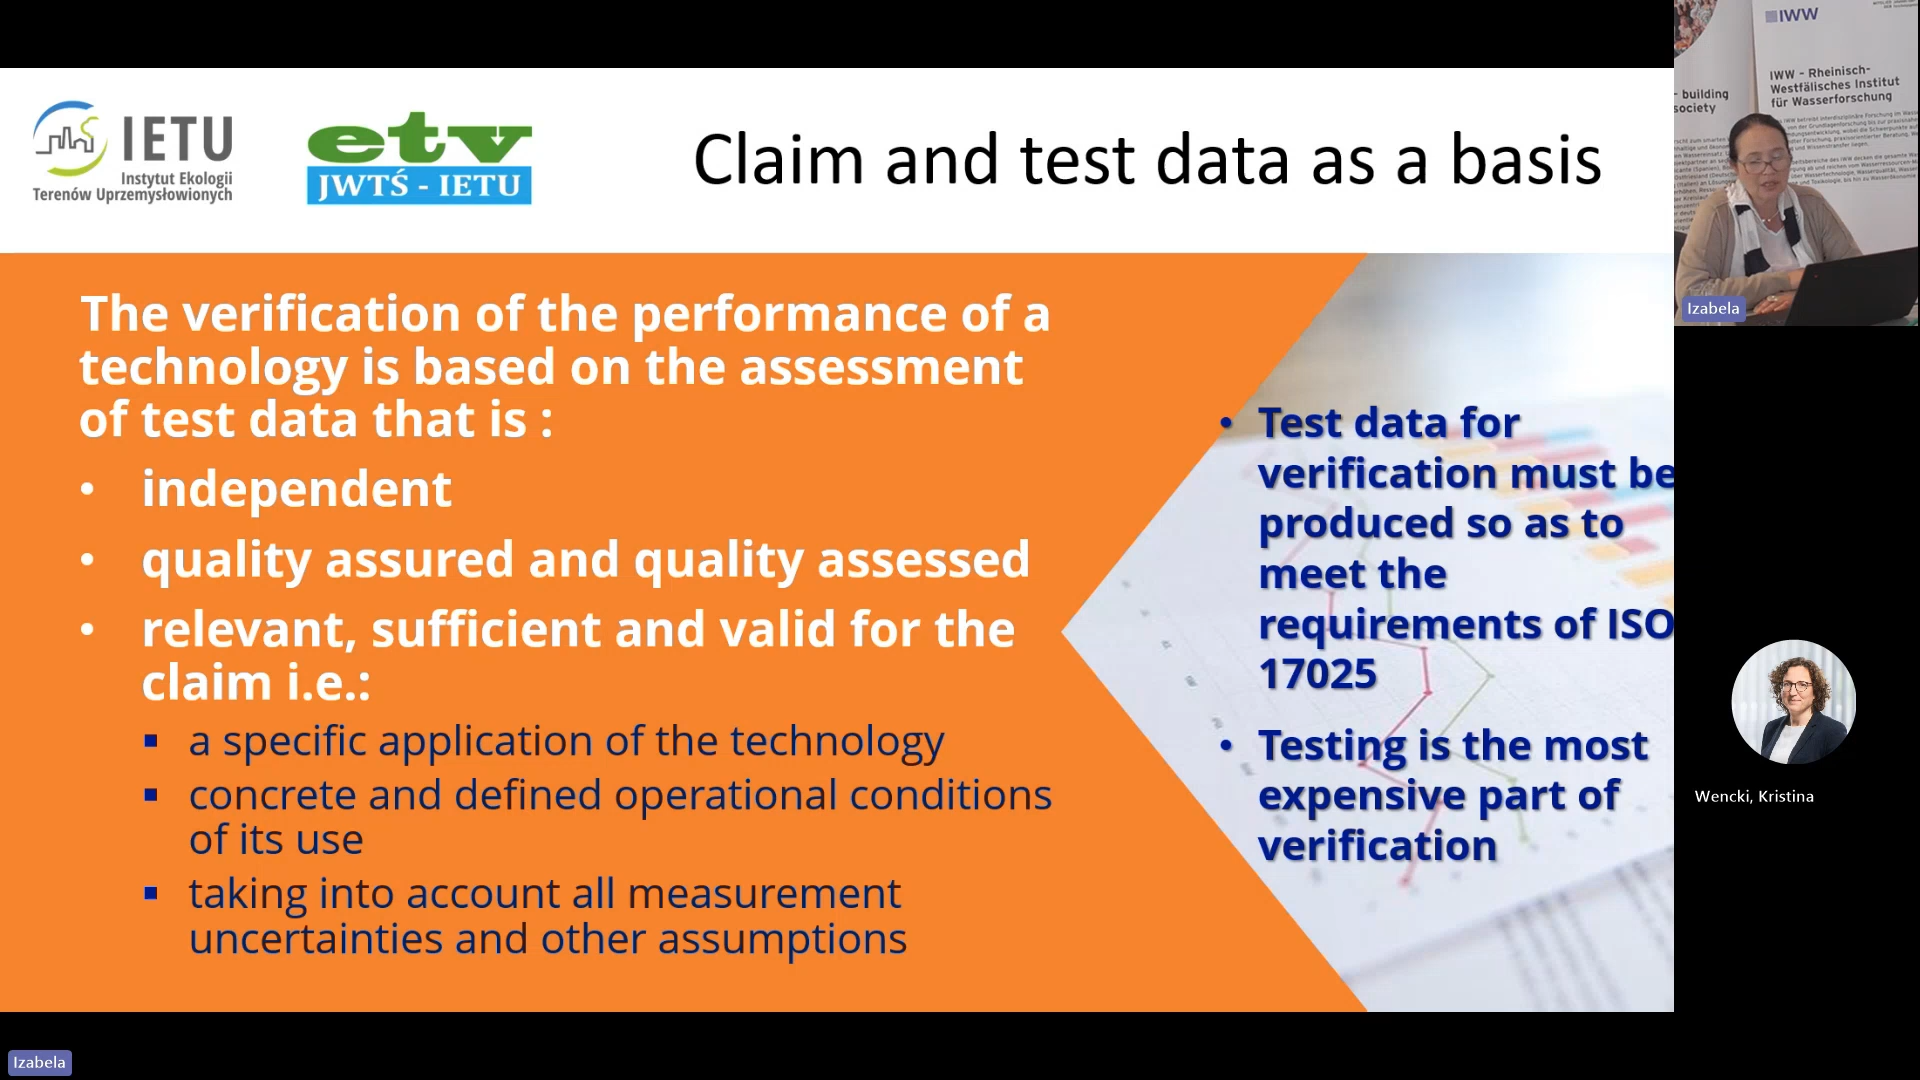 IETU
Instytut Ekologii
Terenów Uprzemysłowionych
etv
JWTŚ - IETU
Claim and test data as a basis
The verification of the performance of a
technology is based on the assessment
of test data that is :
• independent
• quality assured and quality assessed
• relevant, sufficient and valid for the
claim i.e.:
▪ a specific application of the technology
▪ concrete and defined operational conditions
of its use
▪ taking into account all measurement
uncertainties and other assumptions
• Test data for
verification must be
produced so as to
meet the
requirements of ISO
17025
• Testing is the most
expensive part of
verification
- building
society
IWW
IWW - Rheinisch-
Westfälisches Institut
für Wasserforschung
Izabela
Wencki, Kristina
Izabela